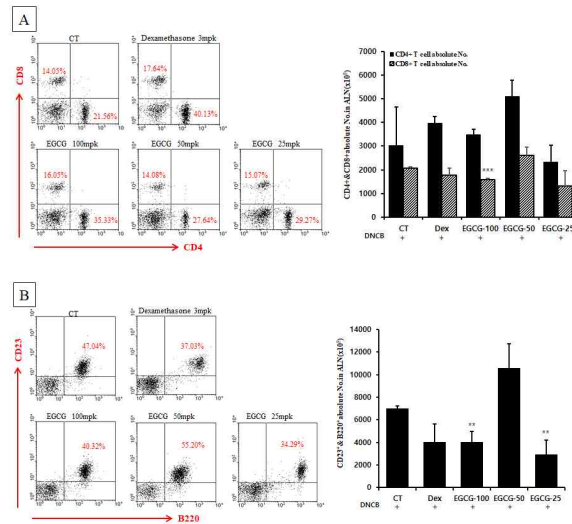 A
CT
Dexamethasone 3mpk
CD8
14.05%
21.56%
17.64%
40.13%
EGCG 100mpk
EGCG 50mpk
EGCG 25mpk
16.05%
35.33%
14.08%
27.64%
15.07%
29.27%
CD4
CD4+ T cell absolute No.
CD8+ T cell absolute No.
CD4+&CD8+absolute No.in ALN(x10⁵)
7000
6000
5000
4000
3000
2000
1000
0
***
CT
Dex
EGCG-100
EGCG-50
EGCG-25
DNCB
+
+
+
+
+
B
CT
Dexamethasone 3mpk
CD23
47.04%
37.03%
EGCG 100mpk
EGCG 50mpk
EGCG 25mpk
40.32%
55.20%
34.29%
B220
CD23⁺& B220⁺absolute No.in ALN(x10⁵)
14000
12000
10000
8000
6000
4000
2000
0
**
**
CT
Dex
EGCG-100
EGCG-50
EGCG-25
DNCB
+
+
+
+
+